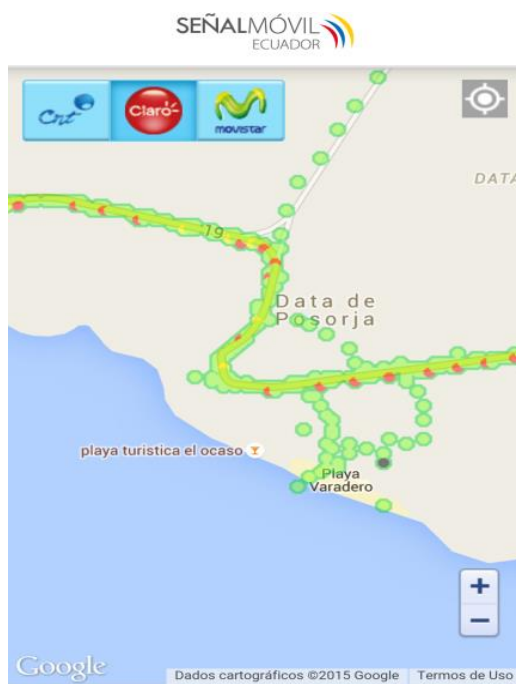 SEÑALMÓVIL
ECUADOR
Cnt
Claro
movistar
DATA
19
Data de
Posorja
playa turistica el ocaso
Playa
Varadero
+
−
Google
Dados cartográficos ©2015 Google
Termos de Uso